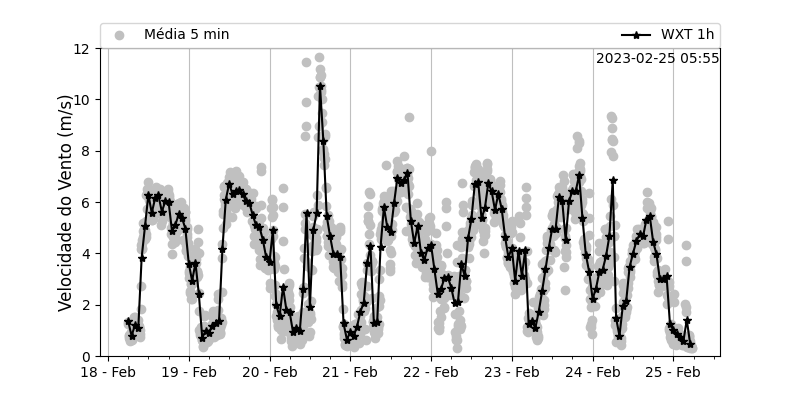 Média 5 min
WXT 1h
2023-02-25 05:55
Velocidade do Vento (m/s)
12
10
8
6
4
2
0
18 - Feb
19 - Feb
20 - Feb
21 - Feb
22 - Feb
23 - Feb
24 - Feb
25 - Feb